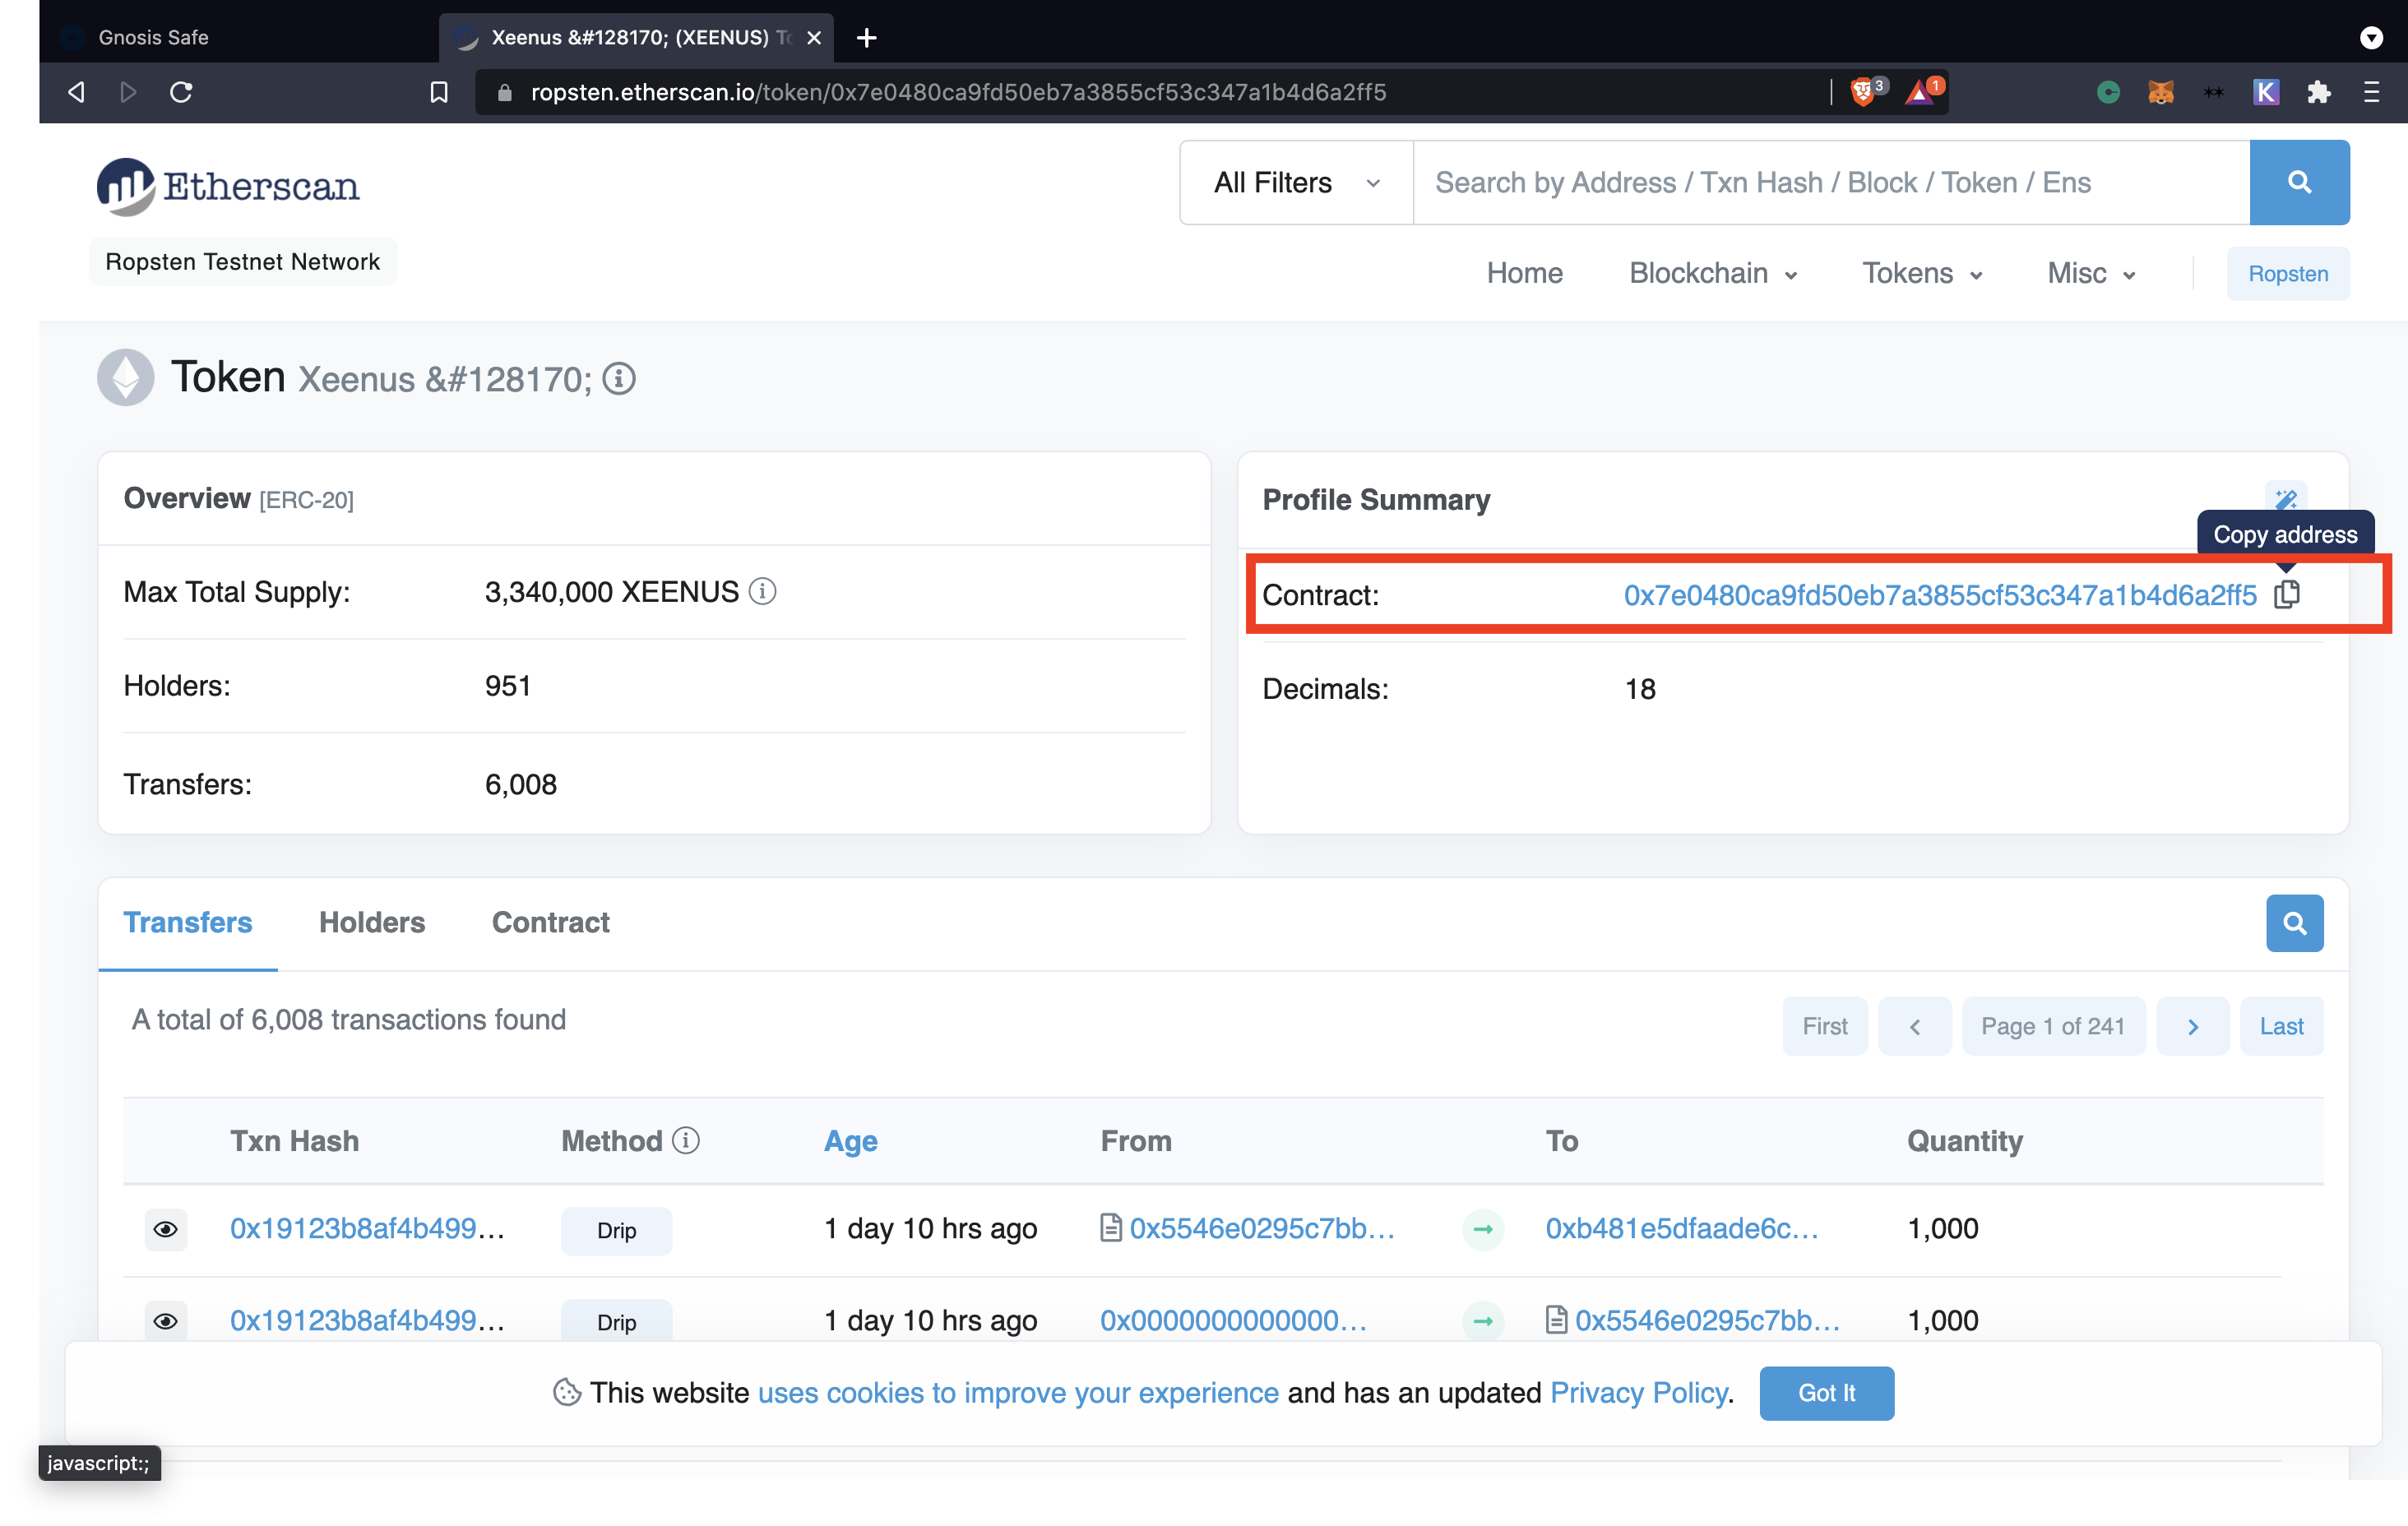 Gnosis Safe
Xeenus &#128170; (XEENUS) To
ropsten.etherscan.io/token/0x7e0480ca9fd50eb7a3855cf53c347a1b4d6a2ff5
3
1
K
Etherscan
All Filters
Search by Address / Txn Hash / Block / Token / Ens
Ropsten Testnet Network
Home
Blockchain
Tokens
Misc
Ropsten
Token Xeenus &#128170;
Overview [ERC-20]
Max Total Supply:
3,340,000 XEENUS
Holders:
951
Transfers:
6,008
Profile Summary
Copy address
Contract:
0x7e0480ca9fd50eb7a3855cf53c347a1b4d6a2ff5
Decimals:
18
Transfers
Holders
Contract
A total of 6,008 transactions found
First
Page 1 of 241
Last
Txn Hash
Method
Age
From
To
Quantity
0x19123b8af4b499...
Drip
1 day 10 hrs ago
0x5546e0295c7bb...
0xb481e5dfaade6c...
1,000
0x19123b8af4b499...
Drip
1 day 10 hrs ago
0x0000000000000...
0x5546e0295c7bb...
1,000
This website uses cookies to improve your experience and has an updated Privacy Policy.
Got It
javascript:;